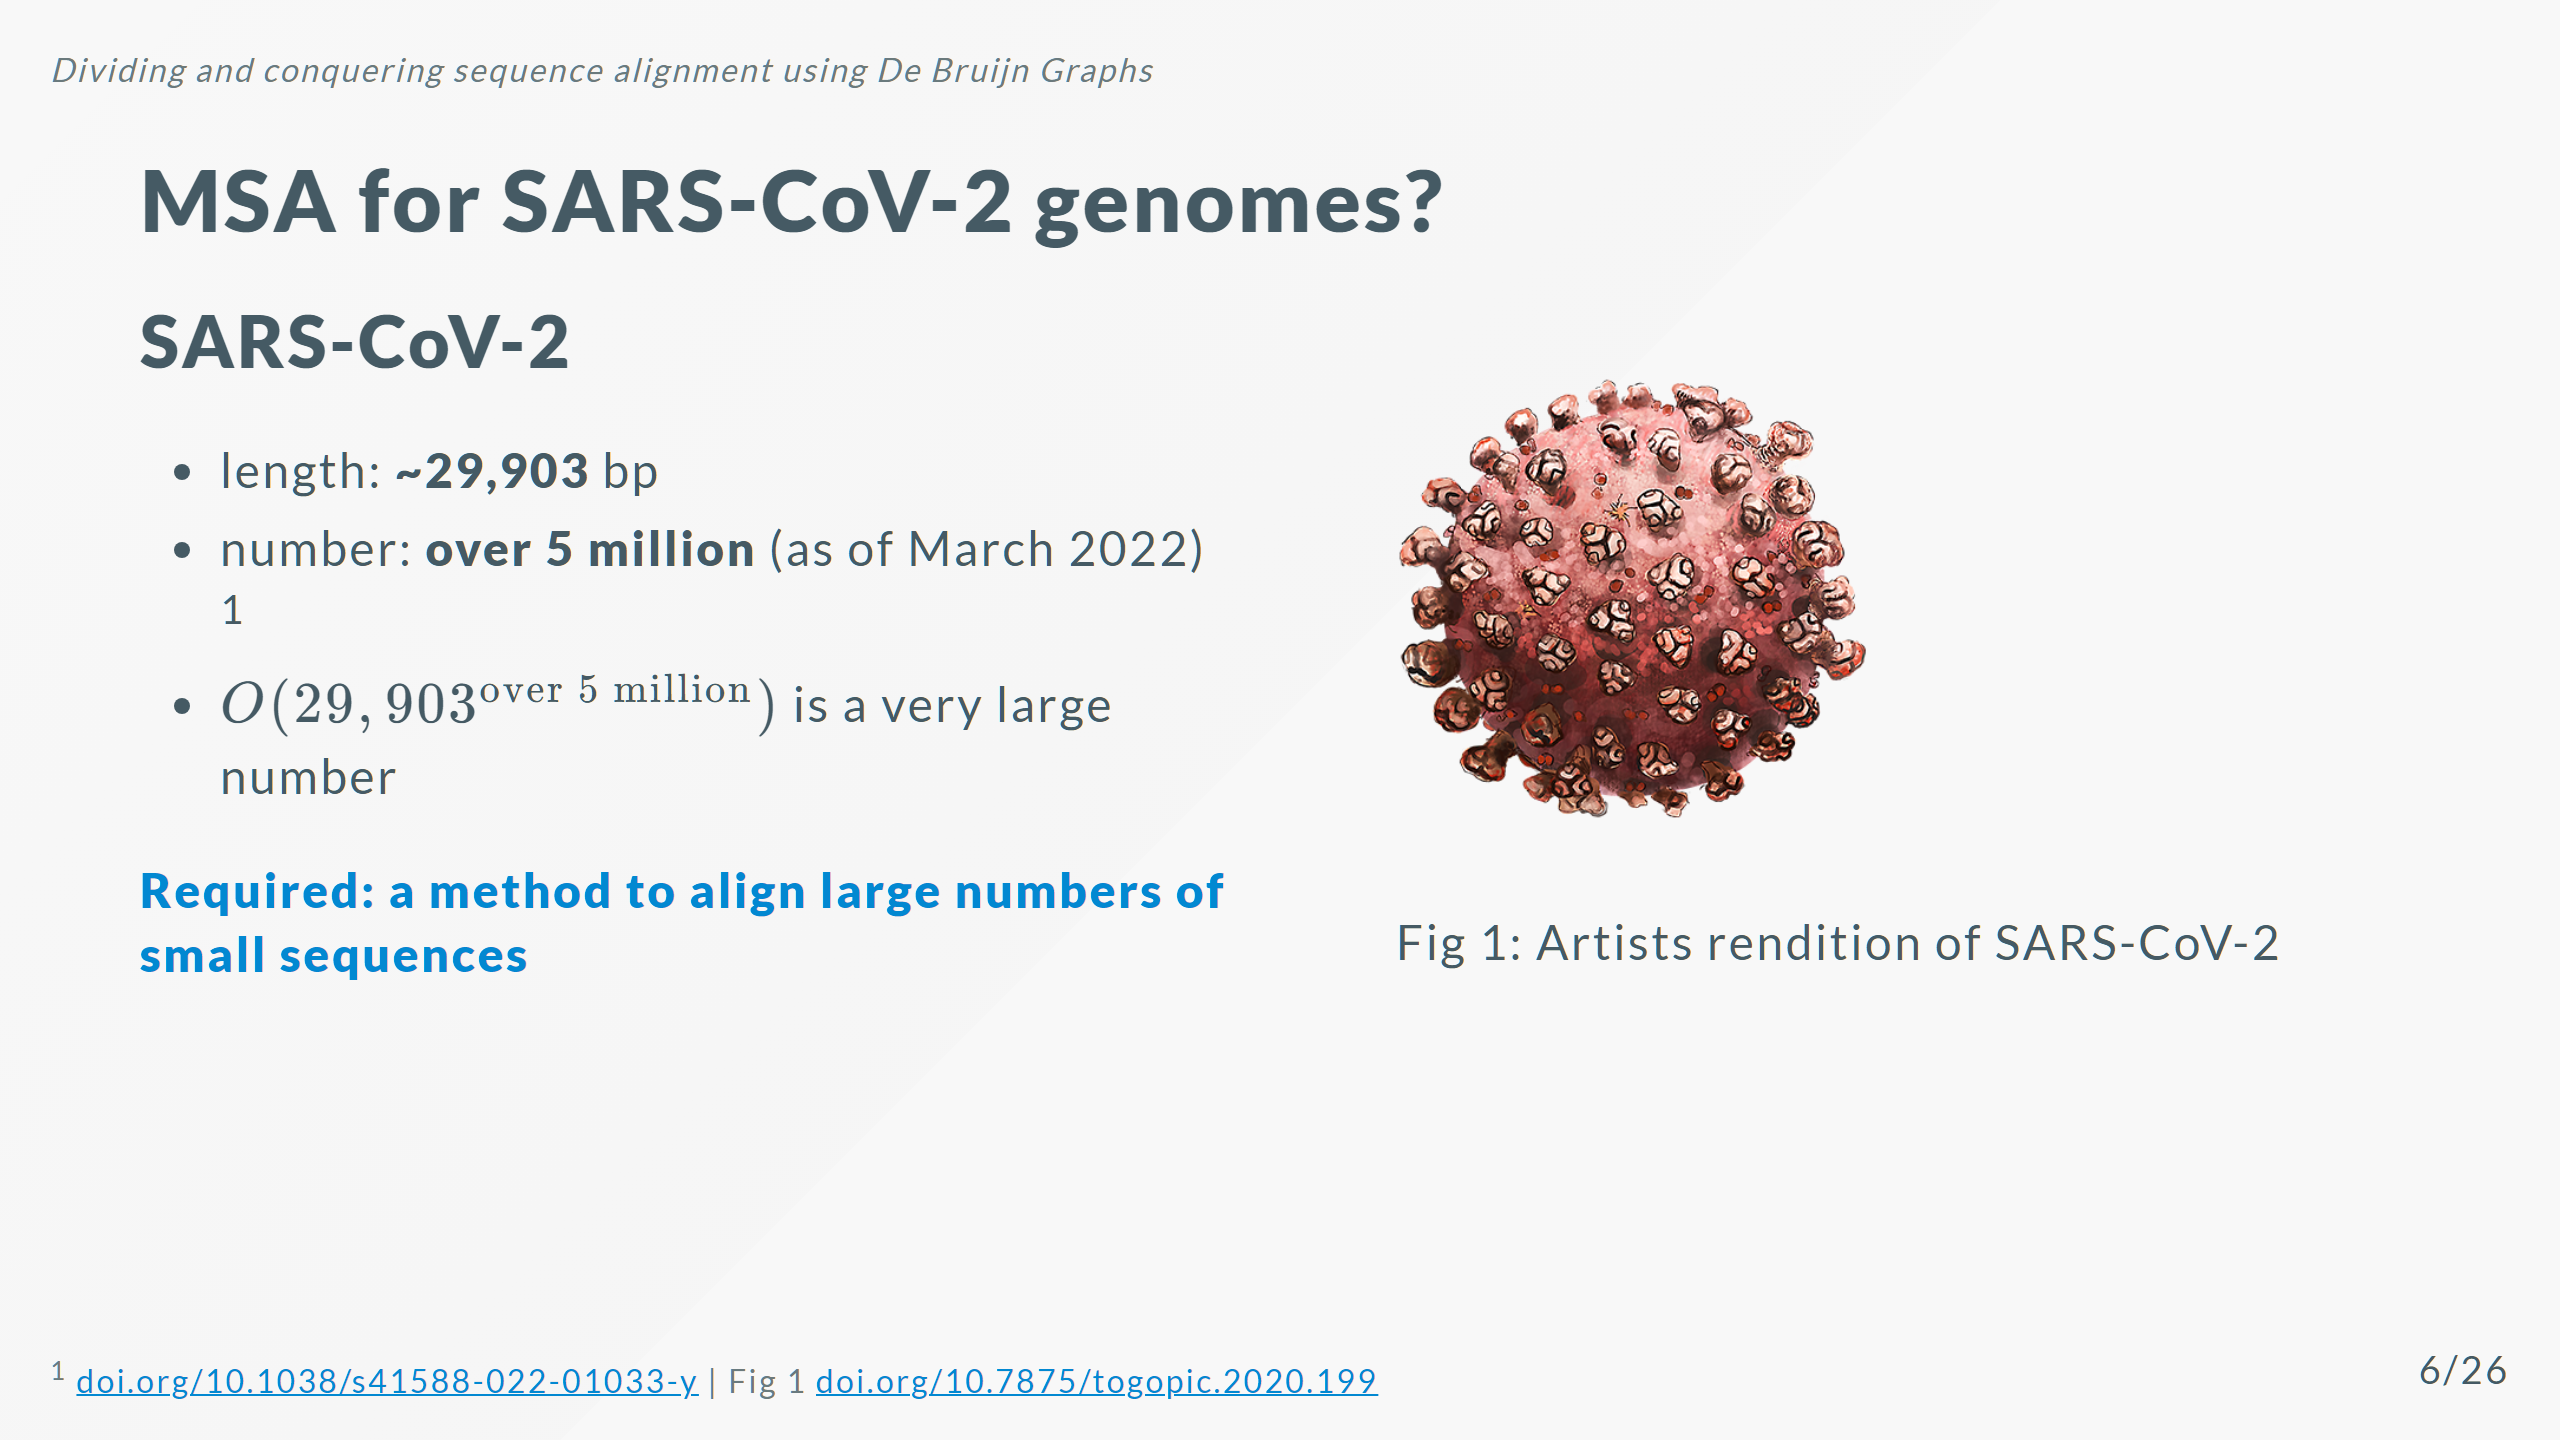 Dividing and conquering sequence alignment using De Bruijn Graphs
MSA for SARS-CoV-2 genomes?
SARS-CoV-2
• length: ~29,903 bp
• number: over 5 million (as of March 2022)
1
• O(29, 903^over 5 million) is a very large
number
Required: a method to align large numbers of
small sequences
Fig 1: Artists rendition of SARS-CoV-2
1 doi.org/10.1038/s41588-022-01033-y | Fig 1 doi.org/10.7875/togopic.2020.199
6/26